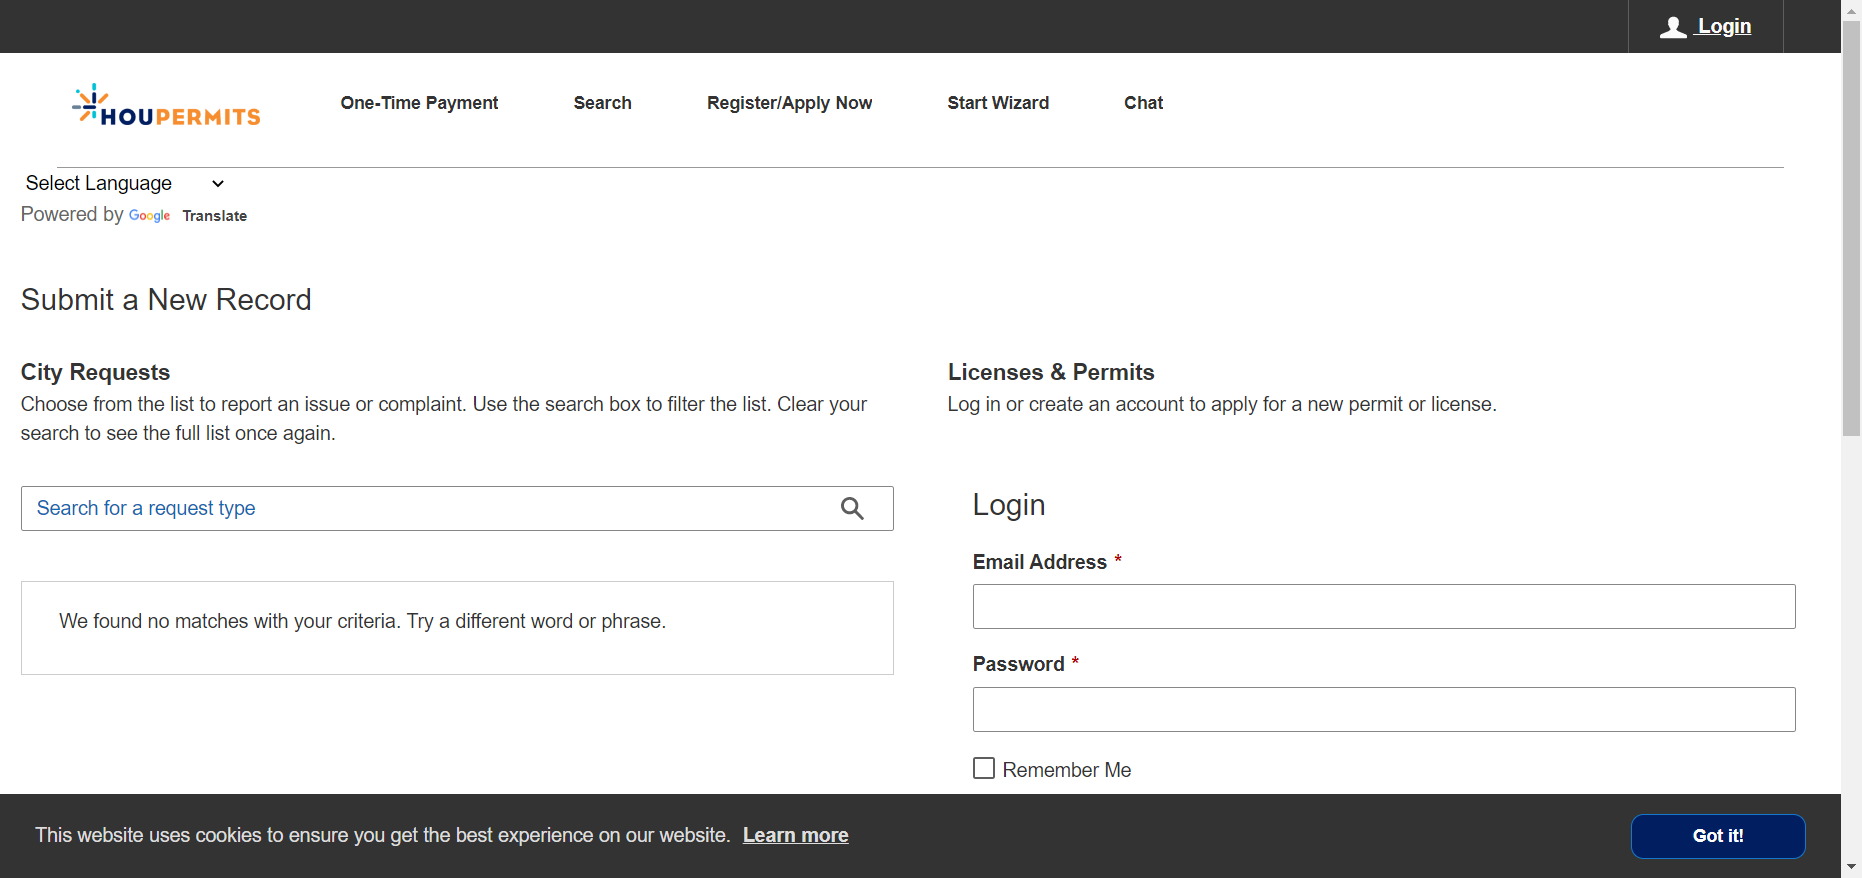 Login
HOUPERMITS
One-Time Payment
Search
Register/Apply Now
Start Wizard
Chat
Select Language
Powered by Google Translate
Submit a New Record
City Requests
Choose from the list to report an issue or complaint. Use the search box to filter the list. Clear your
search to see the full list once again.
Search for a request type
We found no matches with your criteria. Try a different word or phrase.
Licenses & Permits
Log in or create an account to apply for a new permit or license.
Login
Email Address *
Password *
Remember Me
This website uses cookies to ensure you get the best experience on our website. Learn more
Got it!